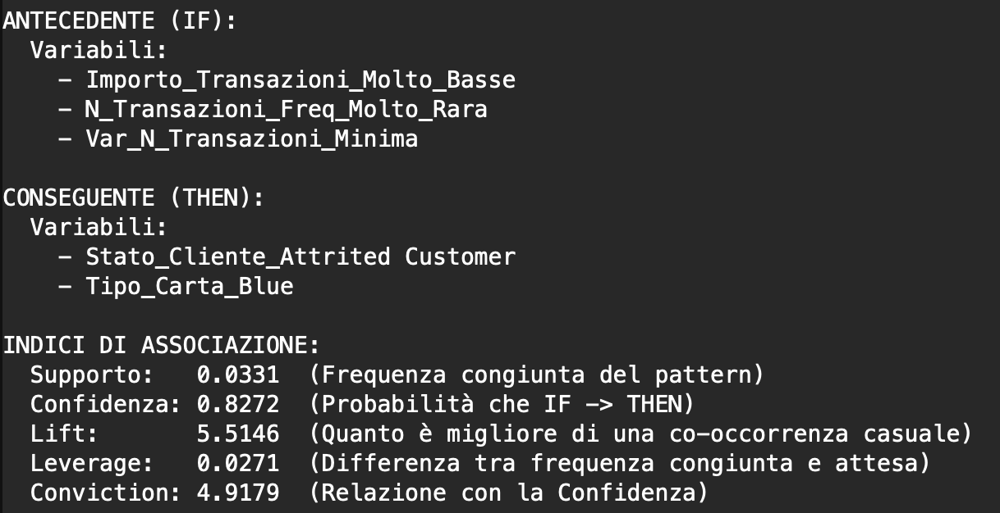 ANTECEDENTE (IF):
  Variabili:
    - Importo_Transazioni_Molto_Basse
    - N_Transazioni_Freq_Molto_Rara
    - Var_N_Transazioni_Minima

CONSEGUENTE (THEN):
  Variabili:
    - Stato_Cliente_Attrited Customer
    - Tipo_Carta_Blue

INDICI DI ASSOCIAZIONE:
  Supporto:   0.0331  (Frequenza congiunta del pattern)
  Confidenza: 0.8272  (Probabilità che IF -> THEN)
  Lift:       5.5146  (Quanto è migliore di una co-occorrenza casuale)
  Leverage:   0.0271  (Differenza tra frequenza congiunta e attesa)
  Conviction: 4.9179  (Relazione con la Confidenza)